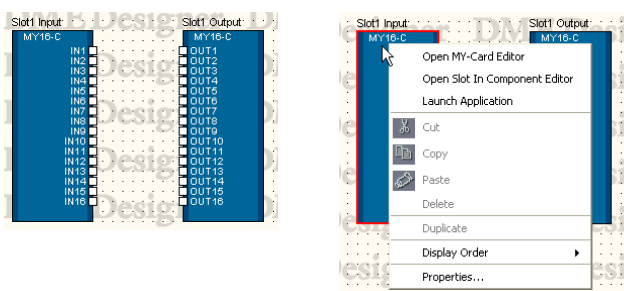 Slot1 Input
Slot1 Output
MY16-C
MY16-C
IN1
OUT1
IN2
OUT2
IN3
OUT3
IN4
OUT4
IN5
OUT5
IN6
OUT6
IN7
OUT7
IN8
OUT8
IN9
OUT9
IN10
OUT10
IN11
OUT11
IN12
OUT12
IN13
OUT13
IN14
OUT14
IN15
OUT15
IN16
OUT16
Slot1 Input
Slot1 Output
MY16-C
MY16-C
Open MY-Card Editor
Open Slot In Component Editor
Launch Application
Cut
Copy
Paste
Delete
Duplicate
Display Order
Properties...